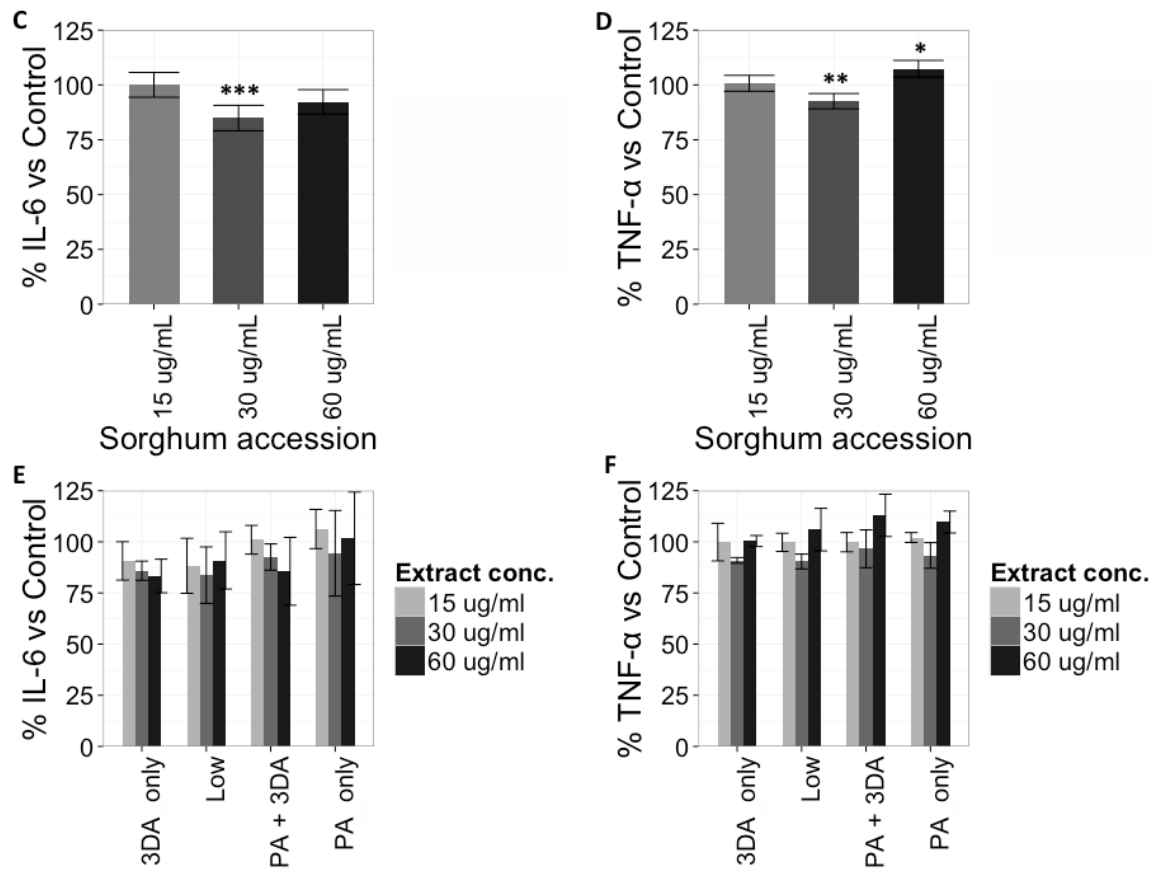 C
% IL-6 vs Control
125
100
75
50
25
0
***
15 ug/mL
30 ug/mL
60 ug/mL
Sorghum accession
D
% TNF-α vs Control
125
100
75
50
25
0
**
*
15 ug/mL
30 ug/mL
60 ug/mL
Sorghum accession
E
% IL-6 vs Control
125
100
75
50
25
0
3DA only
Low
PA + 3DA
PA only
Extract conc.
15 ug/ml
30 ug/ml
60 ug/ml
F
% TNF-α vs Control
125
100
75
50
25
0
3DA only
Low
PA + 3DA
PA only
Extract conc.
15 ug/ml
30 ug/ml
60 ug/ml